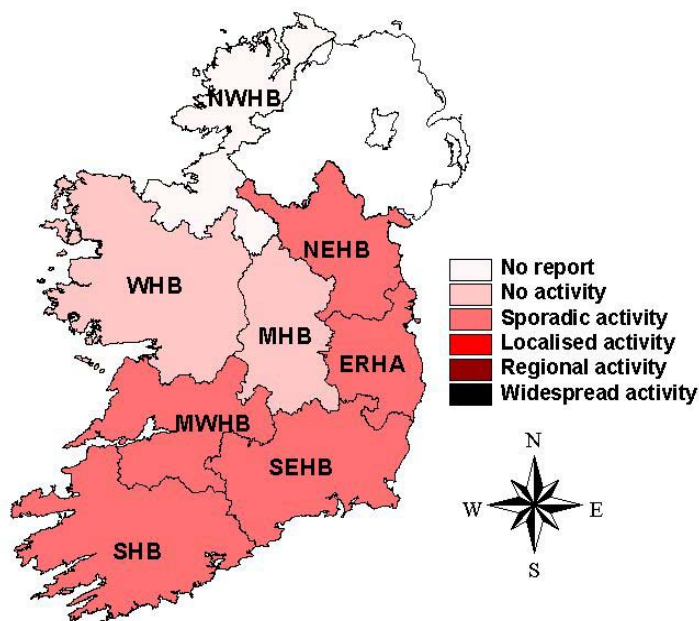 NWHB
NEHB
WHB
MHB
ERHA
MWHB
SEHB
SHB
No report
No activity
Sporadic activity
Localised activity
Regional activity
Widespread activity
N
W E
S